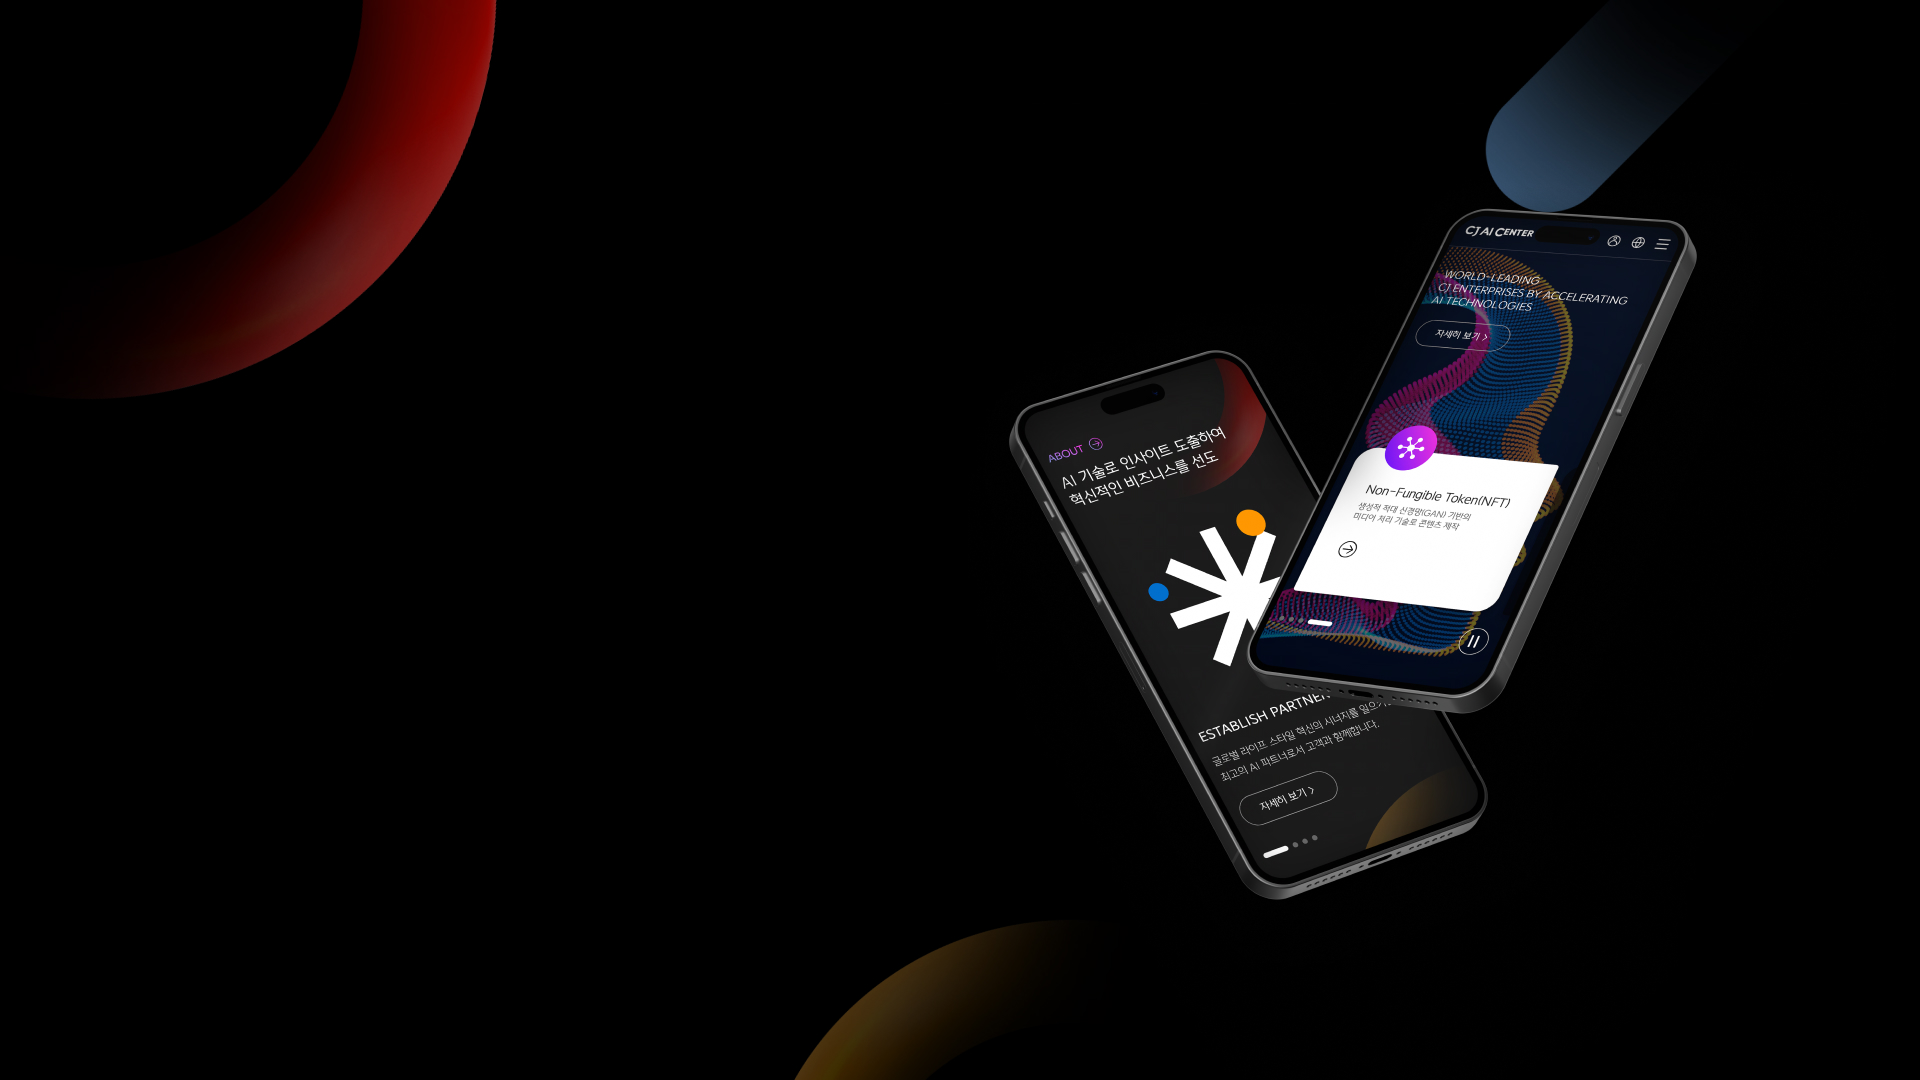 ABOUT
AI 기술로 인사이트 도출하여
혁신적인 비즈니스를 선도
ESTABLISH
글로벌 라이프 스타일 혁신의 시너지를
최고의 AI 파트너로서 고객과 함께합니다.
자세히 보기
CJ AI CENTER
WORLD-LEADING
CJ ENTERPRISES BY ACCELERATING
AI TECHNOLOGIES
자세히 보기
Non-Fungible Token(NFT)
생성적 적대 신경망(GAN) 기반의
미디어 처리 기술로 콘텐츠 제작